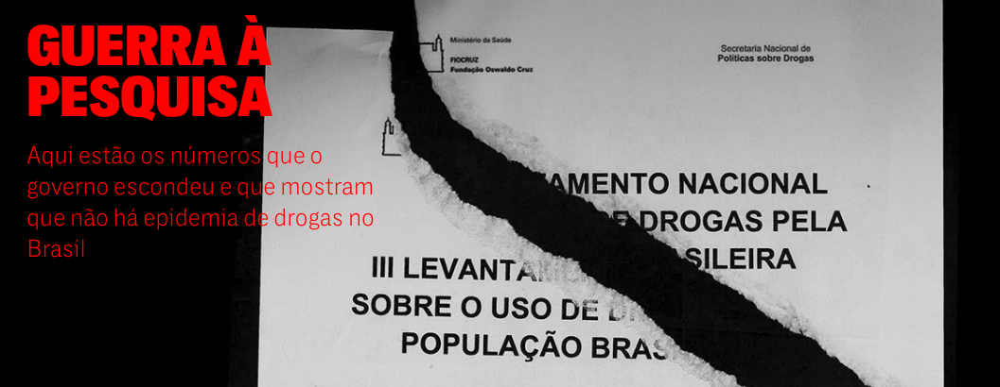 GUERRA À
PESQUISA
Aqui estão os números que o
governo escondeu e que mostram
que não há epidemia de drogas no
Brasil
Ministério da Saúde
FIOCRUZ
Fundação Oswaldo Cruz
Secretaria Nacional de
Políticas sobre Drogas
AMENTO NACIONAL
DE DROGAS PELA
SILEIRA
III LEVANTAM
SOBRE O USO DE D
POPULAÇÃO BRAS